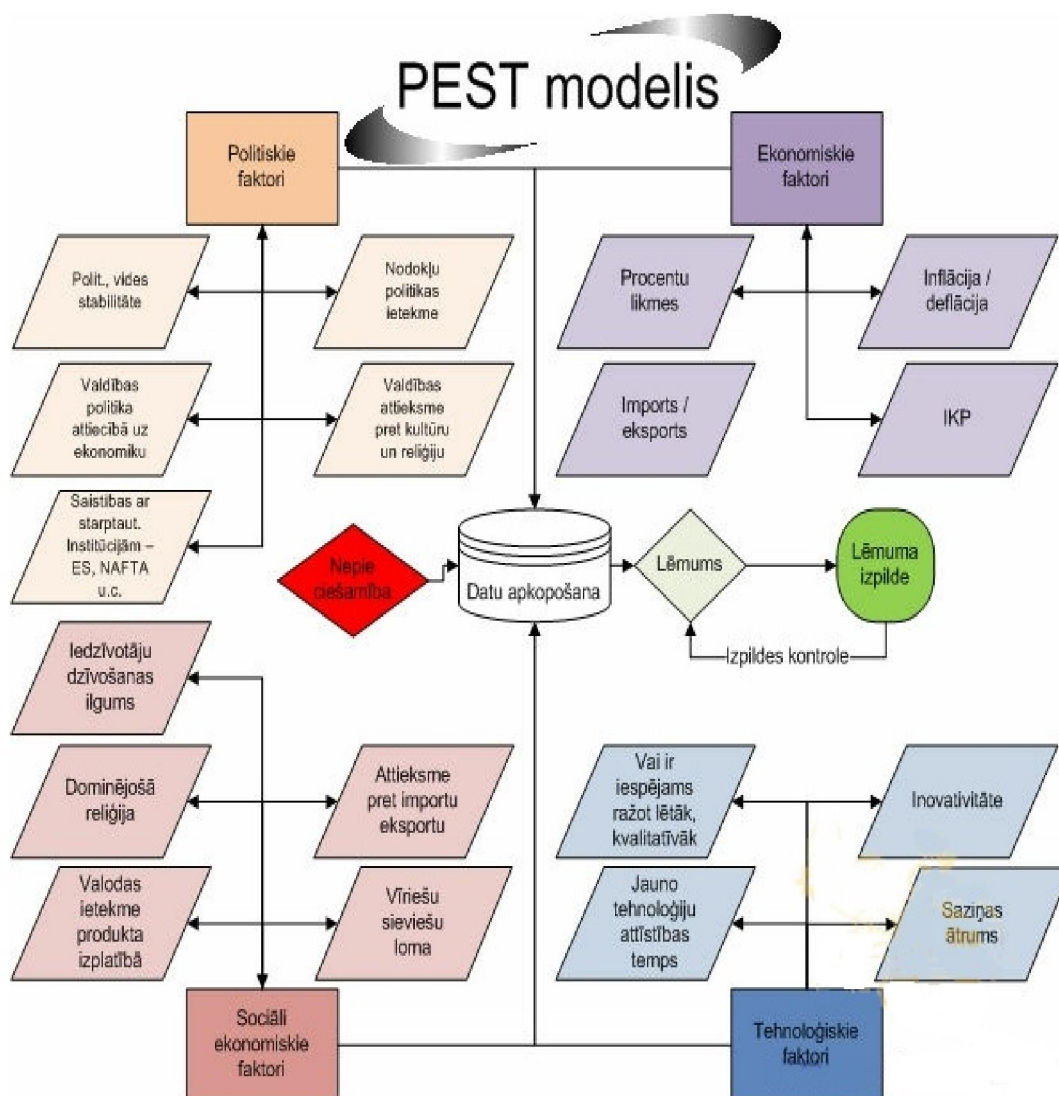 PEST modelis
Politiskie
faktori
Ekonomiskie
faktori
Polit., vides
stabilitāte
Nodokļu
politikas
ietekme
Procentu
likmes
Inflācija /
deflācija
Valdības
politika
attiecībā uz
ekonomiku
Valdības
attieksme
pret kultūru
un reliģiju
Imports /
eksports
IKP
Saistības ar
starptaut.
Institūcijām –
ES, NAFTA
u.c.
Nepie
ciešamība
Datu apkopošana
Lēmums
Lēmuma
izpilde
Izpildes kontrole
Iedzīvotāju
dzīvošanas
ilgums
Dominējošā
reliģija
Attieksme
pret importu
eksportu
Vai ir
iespējams
ražot lētāk,
kvalitatīvāk
Inovativitāte
Valodas
ietekme
produkta
izplatībā
Vīriešu
sieviešu
loma
Jauno
tehnoloģiju
attīstības
temps
Saziņas
ātrums
Sociāli
ekonomiskie
faktori
Tehnoloģiskie
faktori